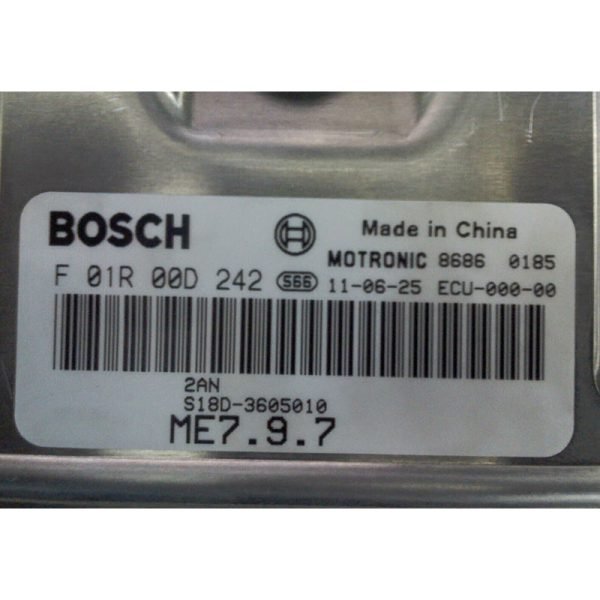 BOSCH Made in China
MOTRONIC 8686 0185
F 01R 00D 242 S66 11-06-25 ECU-000-00
2AN
S18D-3605010
ME7.9.7